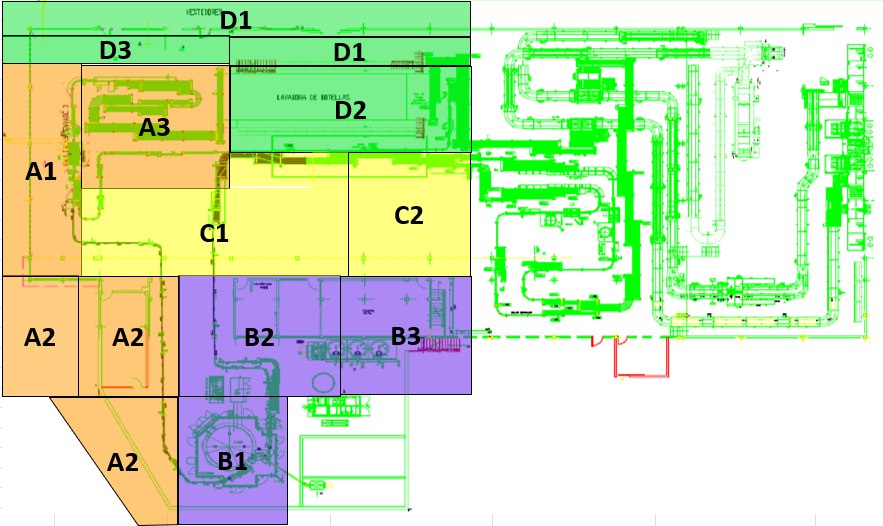 VESTIDORES
D1
D3
D1
LAVADORA DE BOTELLAS
D2
A3
A1
C1
C2
A2
A2
B2
B3
A2
B1